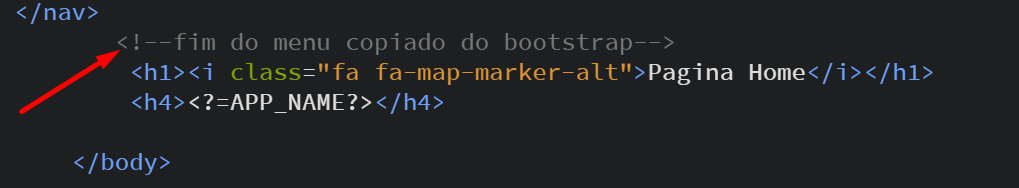 </nav>
<!--fim do menu copiado do bootstrap-->
<h1><i class="fa fa-map-marker-alt">Pagina Home</i></h1>
<h4><?=APP_NAME?></h4>
</body>